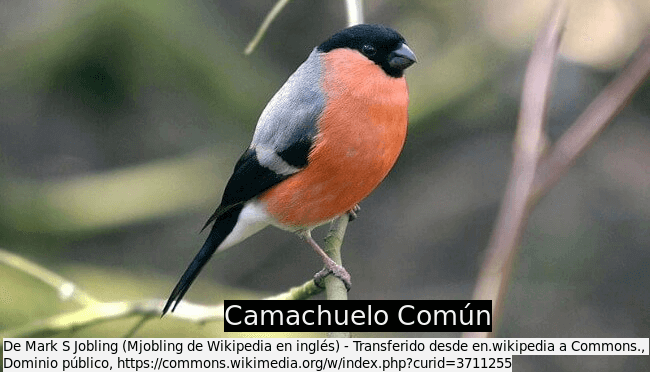 Camachuelo Común
De Mark S Jobling (Mjobling de Wikipedia en inglés) - Transferido desde en.wikipedia a Commons.,
Dominio público, https://commons.wikimedia.org/w/index.php?curid=3711255